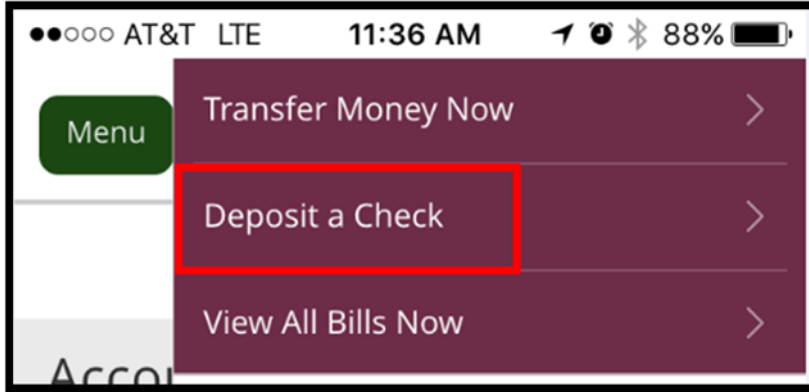 AT&T LTE 11:36 AM 88%
Transfer Money Now
Menu
Deposit a Check
View All Bills Now